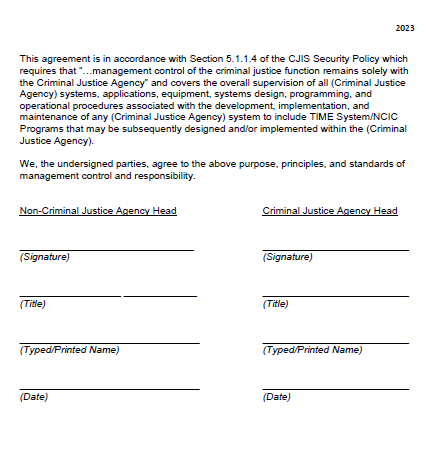 2023
This agreement is in accordance with Section 5.1.1.4 of the CJIS Security Policy which
requires that “…management control of the criminal justice function remains solely with
the Criminal Justice Agency” and covers the overall supervision of all (Criminal Justice
Agency) systems, applications, equipment, systems design, programming, and
operational procedures associated with the development, implementation, and
maintenance of any (Criminal Justice Agency) system to include TIME System/NCIC
Programs that may be subsequently designed and/or implemented within the (Criminal
Justice Agency).
We, the undersigned parties, agree to the above purpose, principles, and standards of
management control and responsibility.
Non-Criminal Justice Agency Head Criminal Justice Agency Head
(Signature) (Signature)
(Title) (Title)
(Typed/Printed Name) (Typed/Printed Name)
(Date) (Date)